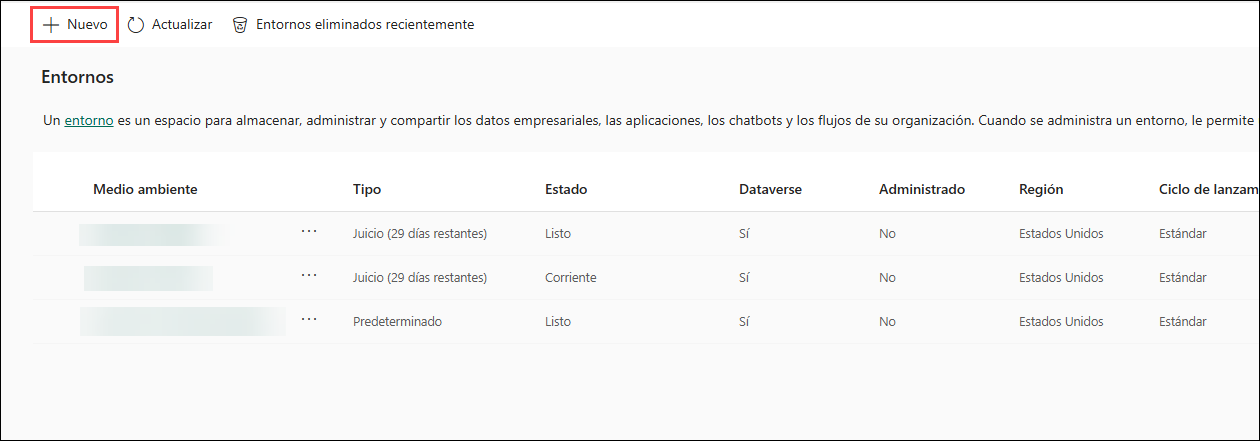 Nuevo Actualizar Entornos eliminados recientemente
Entornos
Un entorno es un espacio para almacenar, administrar y compartir los datos empresariales, las aplicaciones, los chatbots y los flujos de su organización. Cuando se administra un entorno, le permite
Medio ambiente Tipo Estado Dataverse Administrado Región Ciclo de lanzam
Juicio (29 días restantes) Listo Sí No Estados Unidos Estándar
Juicio (29 días restantes) Corriente Sí No Estados Unidos Estándar
Predeterminado Listo Sí No Estados Unidos Estándar